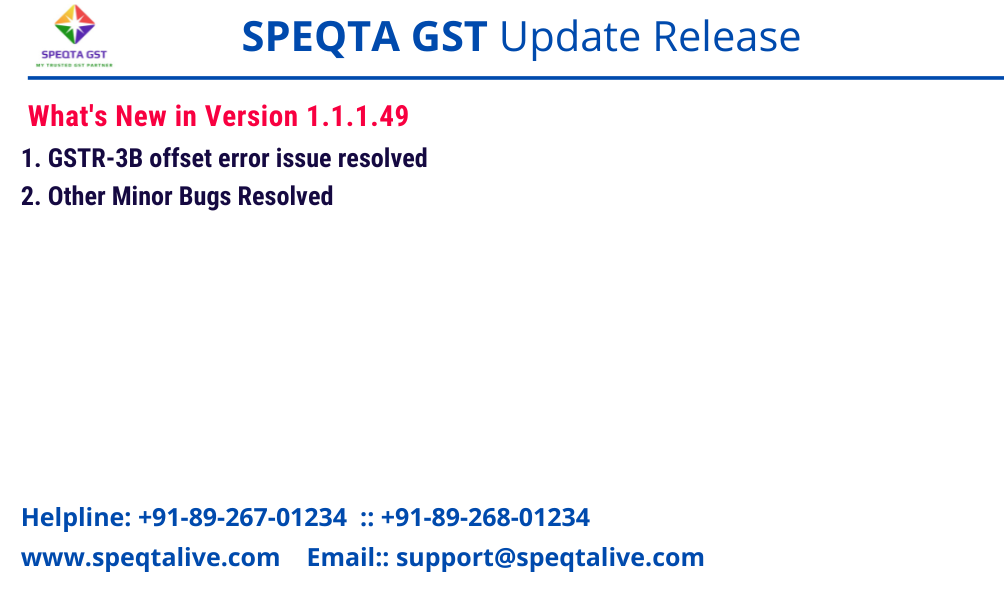 SPEQTA GST
MY TRUSTED GST PARTNER
SPEQTA GST Update Release
What's New in Version 1.1.1.49
1. GSTR-3B offset error issue resolved
2. Other Minor Bugs Resolved
Helpline: +91-89-267-01234 :: +91-89-268-01234
www.speqtalive.com Email:: support@speqtalive.com